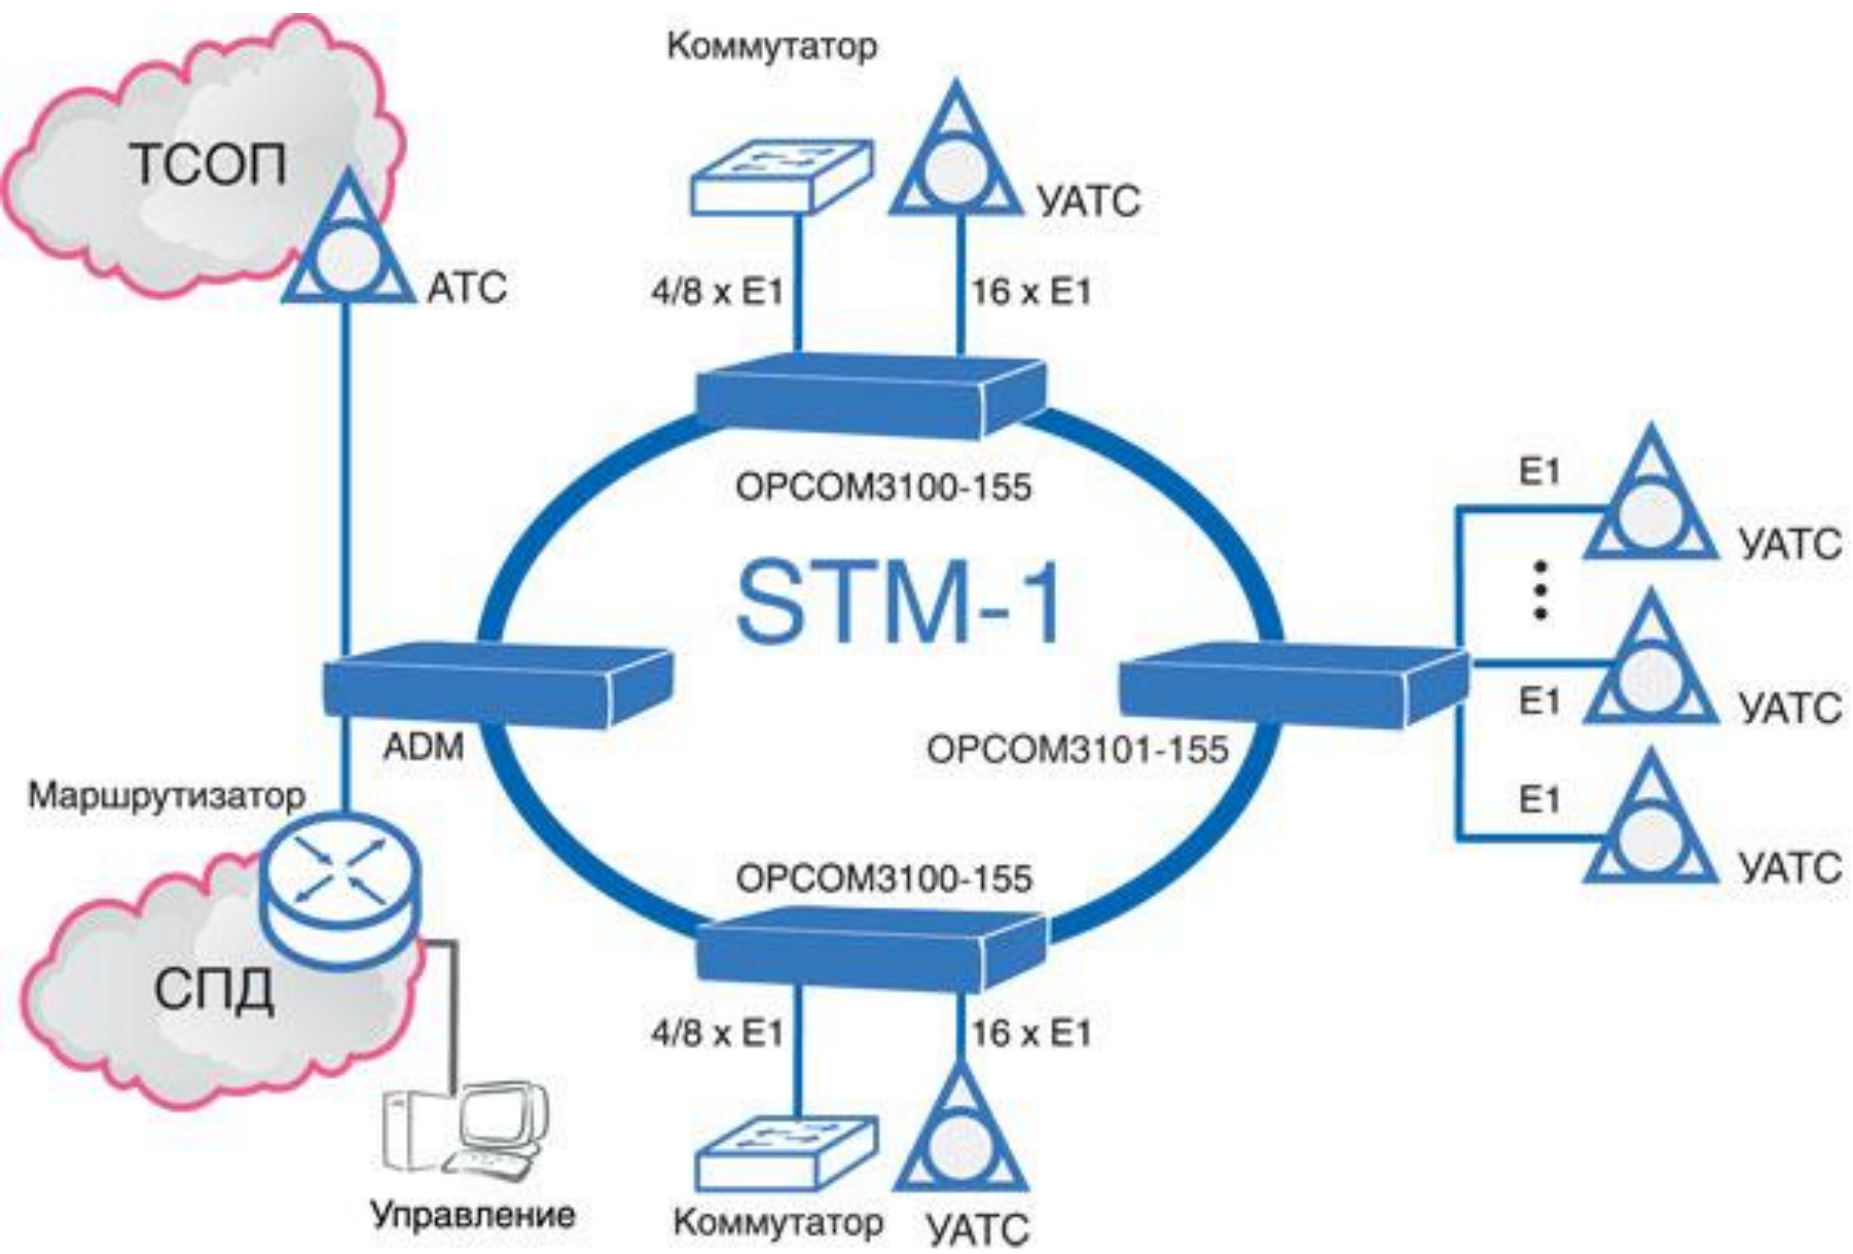 Коммутатор
ТСОП
УАТС
АТС
4/8 x E1
16 x E1
OPCOM3100-155
E1
УАТС
STM-1
E1
УАТС
ADM
OPCOM3101-155
Маршрутизатор
E1
УАТС
OPCOM3100-155
СПД
4/8 x E1
16 x E1
Управление
Коммутатор
УАТС